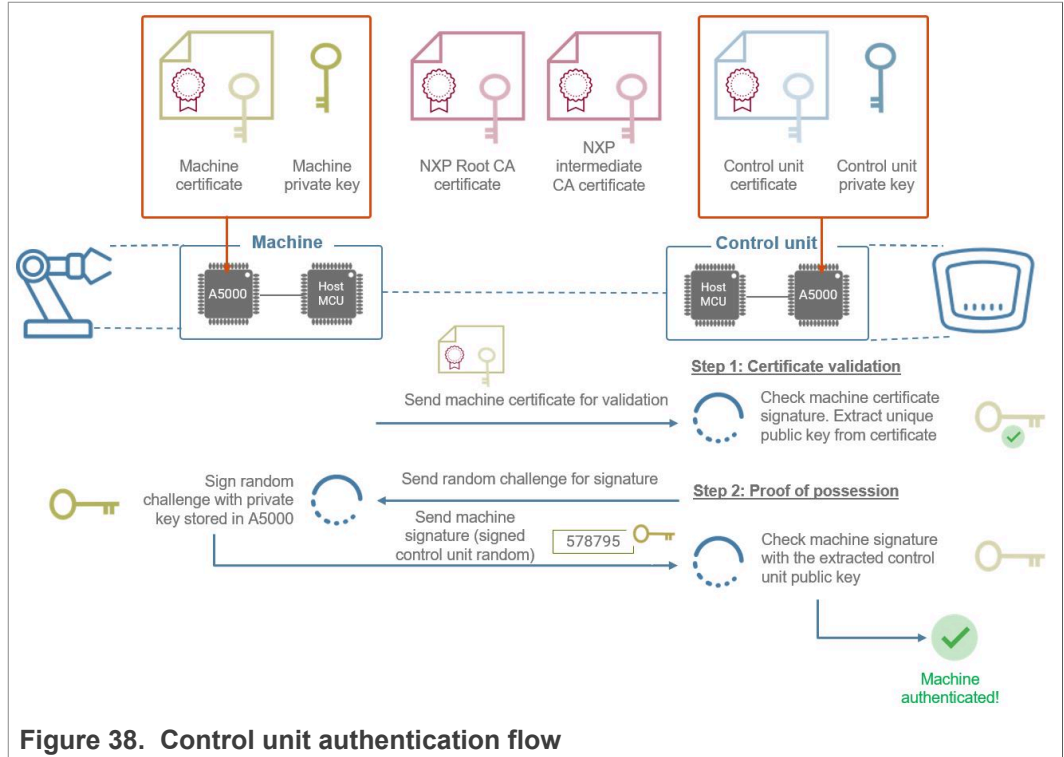 Machine
certificate
Machine
private key
NXP Root CA
certificate
NXP
intermediate
CA certificate
Control unit
certificate
Control unit
private key
Machine
A5000
Host
MCU
Control unit
Host
MCU
A5000
Step 1: Certificate validation
Send machine certificate for validation
Check machine certificate
signature. Extract unique
public key from certificate
Sign random
challenge with private
key stored in A5000
Send random challenge for signature
Step 2: Proof of possession
Send machine
signature (signed
control unit random)
578795
Check machine signature
with the extracted control
unit public key
Machine
authenticated!
Figure 38. Control unit authentication flow